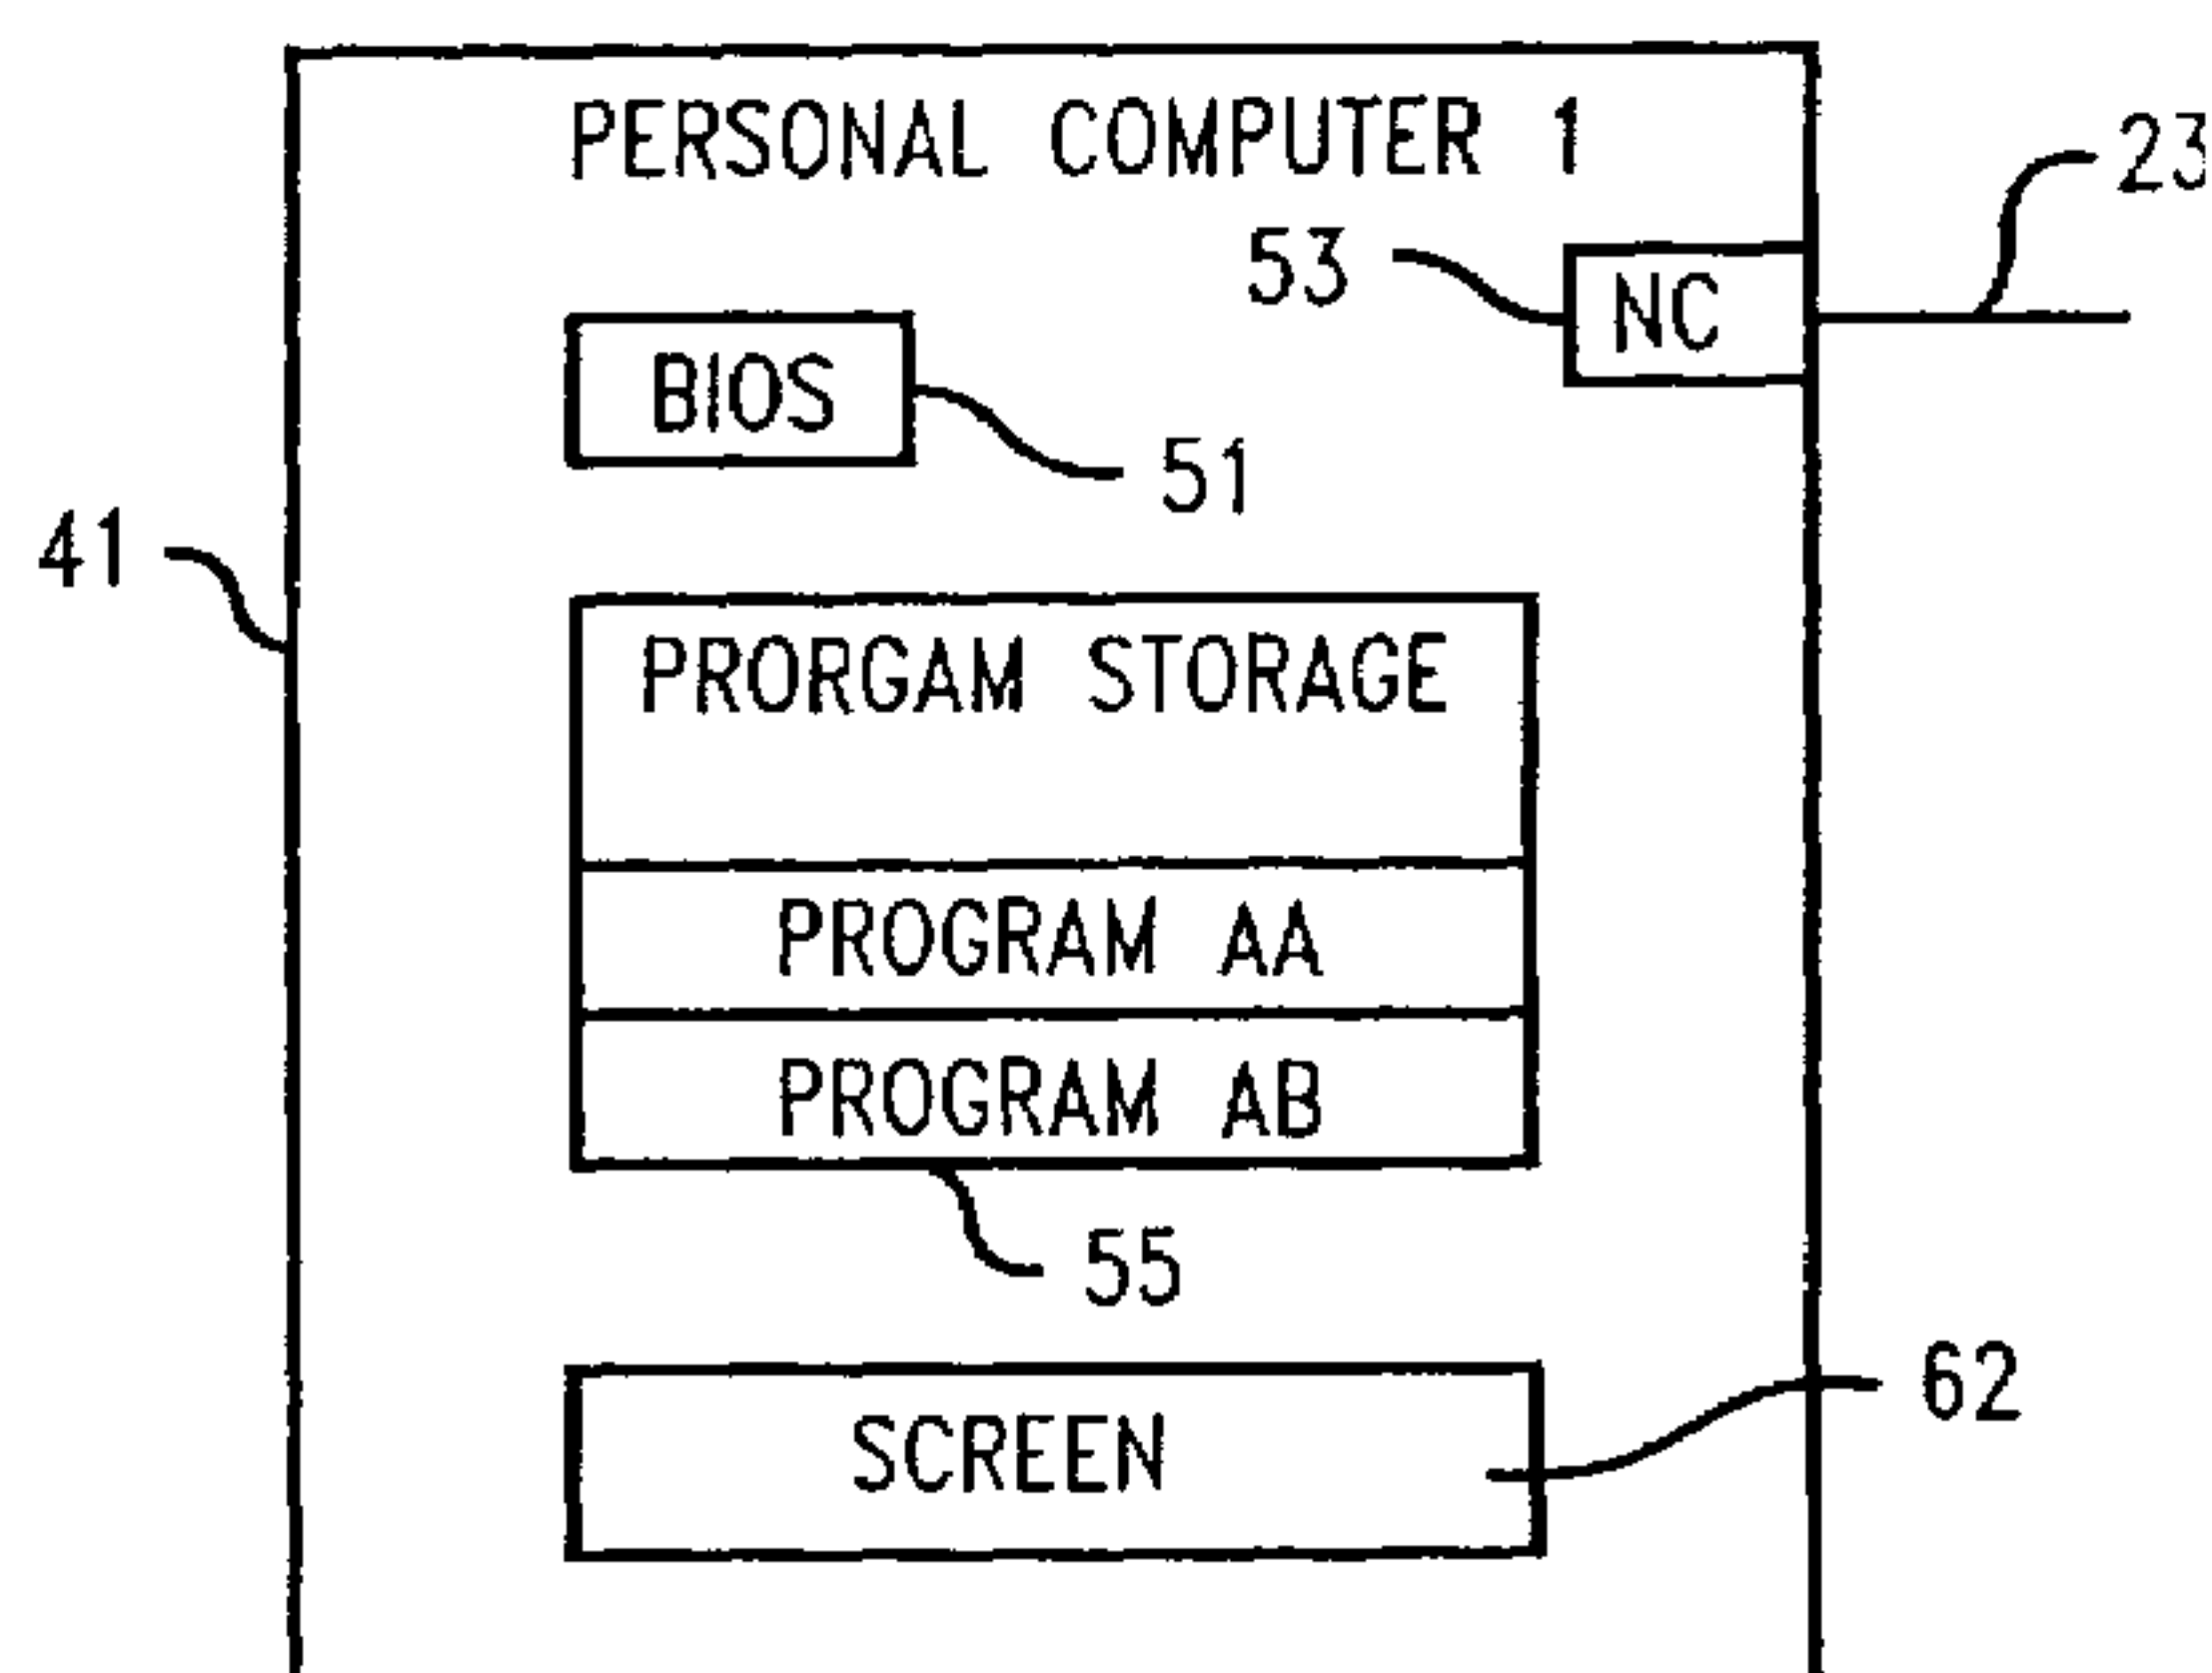 PERSONAL COMPUTER 1
23
53
NC
BIOS
51
41
PRORGAM STORAGE
PROGRAM AA
PROGRAM AB
55
62
SCREEN